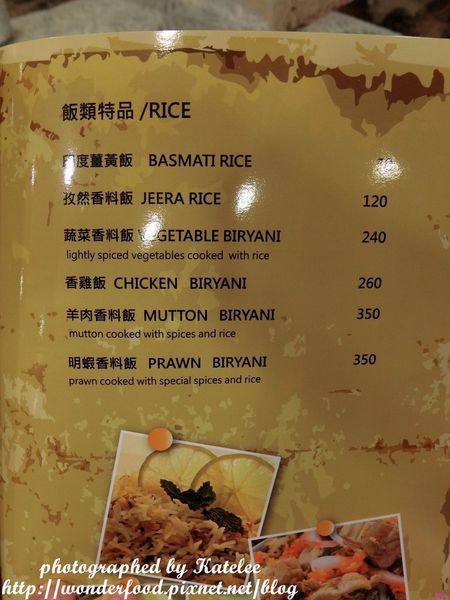 飯類特品 /RICE
度薑黃飯 BASMATI RICE
孜然香料飯 JEERA RICE 120
蔬菜香料飯 VEGETABLE BIRYANI 240
lightly spiced vegetables cooked with rice
香雞飯 CHICKEN BIRYANI 260
羊肉香料飯 MUTTON BIRYANI 350
mutton cooked with spices and rice
明蝦香料飯 PRAWN BIRYANI 350
prawn cooked with special spices and rice
photographed by Katelee
http://wonderfood.pixnet.net/blog